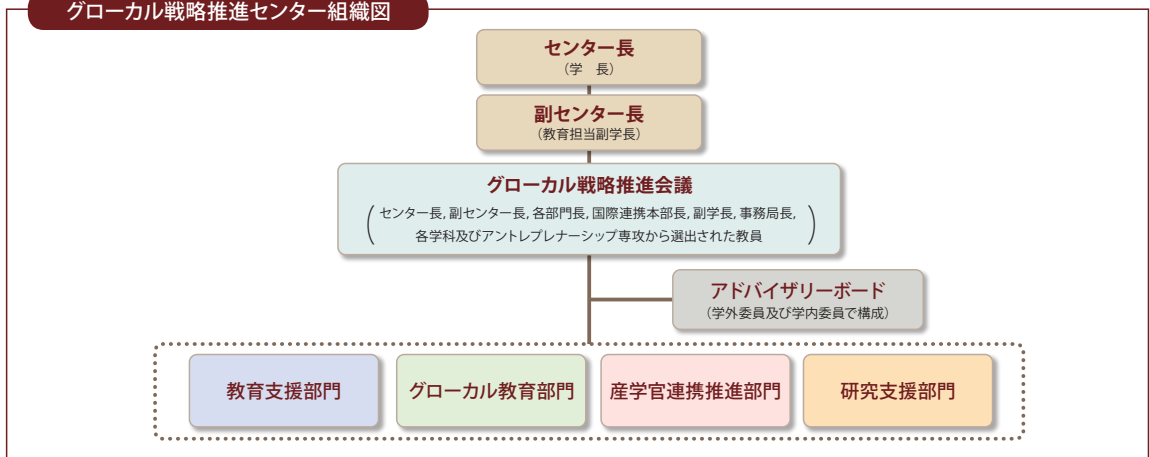 グローカル戦略推進センター組織図
センター長
（学　長）
副センター長
（教育担当副学長）
グローカル戦略推進会議
センター長, 副センター長, 各部門長, 国際連携本部長, 副学長, 事務局長,
各学科及びアントレプレナーシップ専攻から選出された教員
アドバイザリーボード
（学外委員及び学内委員で構成）
教育支援部門
グローカル教育部門
産学官連携推進部門
研究支援部門